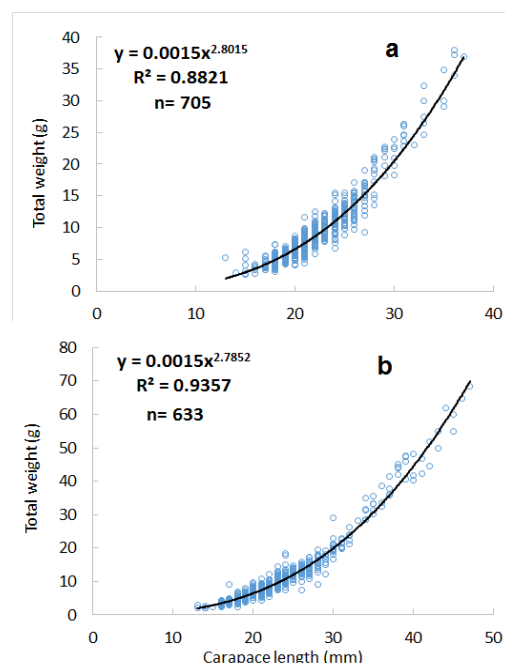 a
y = 0.0015x^2.8015
R² = 0.8821
n= 705
Total weight (g)
40
35
30
25
20
15
10
5
0
0 10 20 30 40
b
y = 0.0015x^2.7852
R² = 0.9357
n= 633
Total weight (g)
80
70
60
50
40
30
20
10
0
0 10 20 30 40 50
Carapace length (mm)